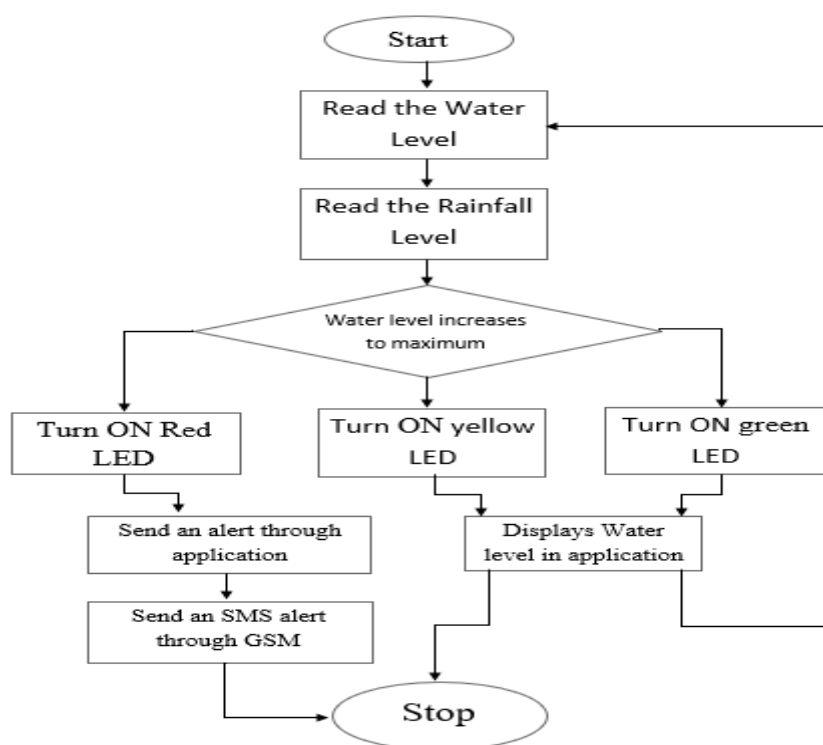 Start
Read the Water
Level
Read the Rainfall
Level
Water level increases
to maximum
Turn ON Red
LED
Turn ON yellow
LED
Turn ON green
LED
Send an alert through
application
Displays Water
level in application
Send an SMS alert
through GSM
Stop